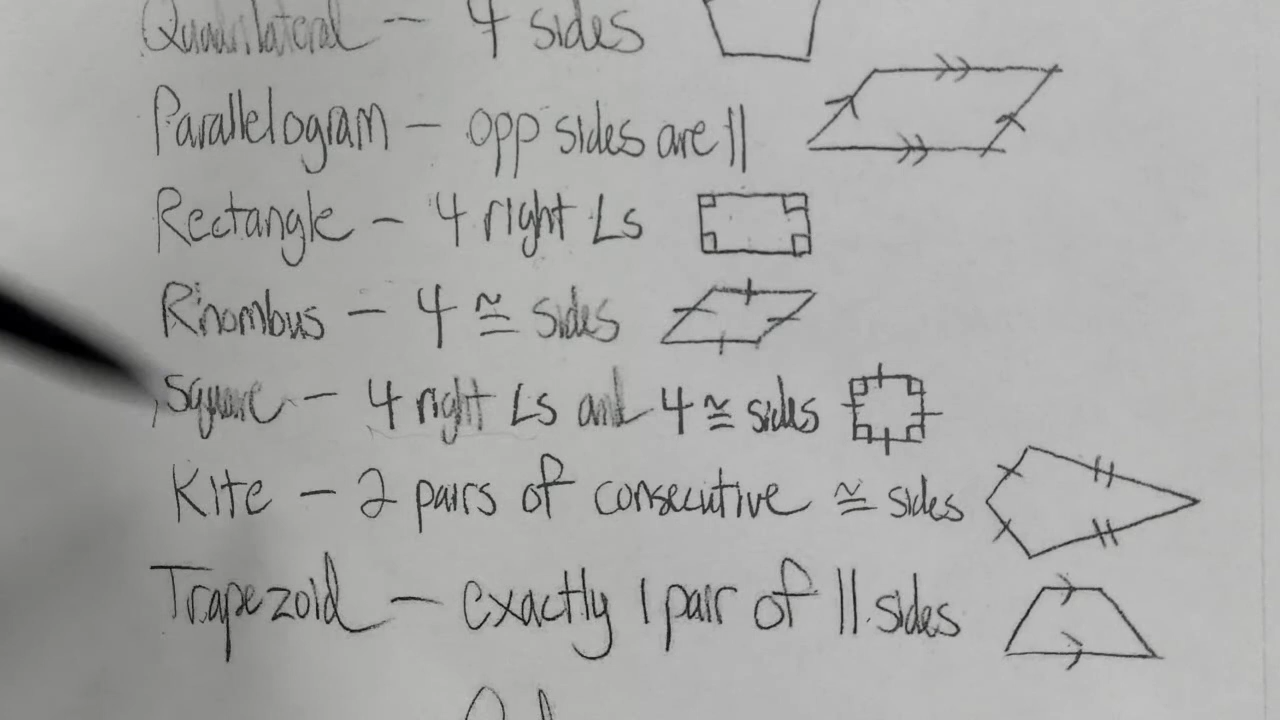 Quadrilateral - 4 sides
Parallelogram - opp sides are ||
Rectangle - 4 right ∠s
Rhombus - 4 ≅ sides
Square - 4 right ∠s and 4 ≅ sides
Kite - 2 pairs of consecutive ≅ sides
Trapezoid - exactly 1 pair of || sides